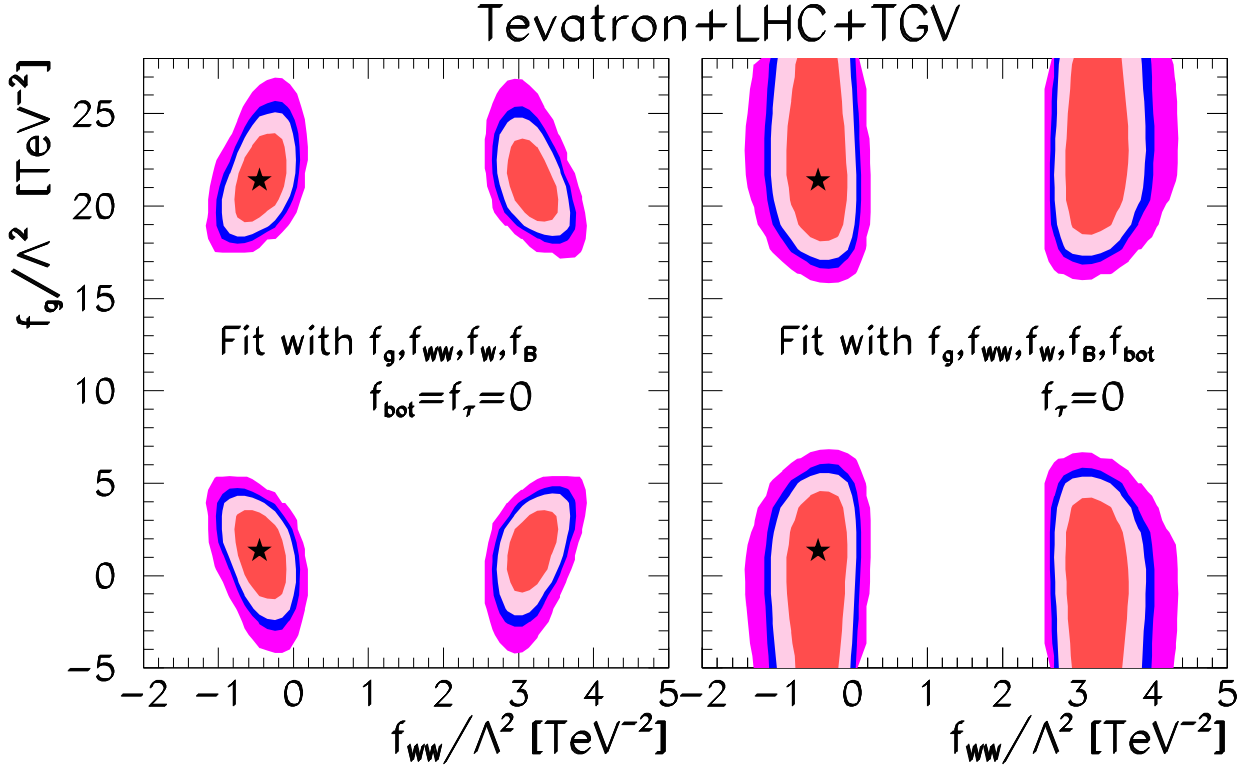 Tevatron+LHC+TGV
f_g/Λ² [TeV⁻²]
25
20
15
10
5
0
−5
Fit with f_g,f_WW,f_W,f_B
f_bot=f_τ=0
Fit with f_g,f_WW,f_W,f_B,f_bot
f_τ=0
−2 −1 0 1 2 3 4 5
−2 −1 0 1 2 3 4 5
f_WW/Λ² [TeV⁻²]
f_WW/Λ² [TeV⁻²]